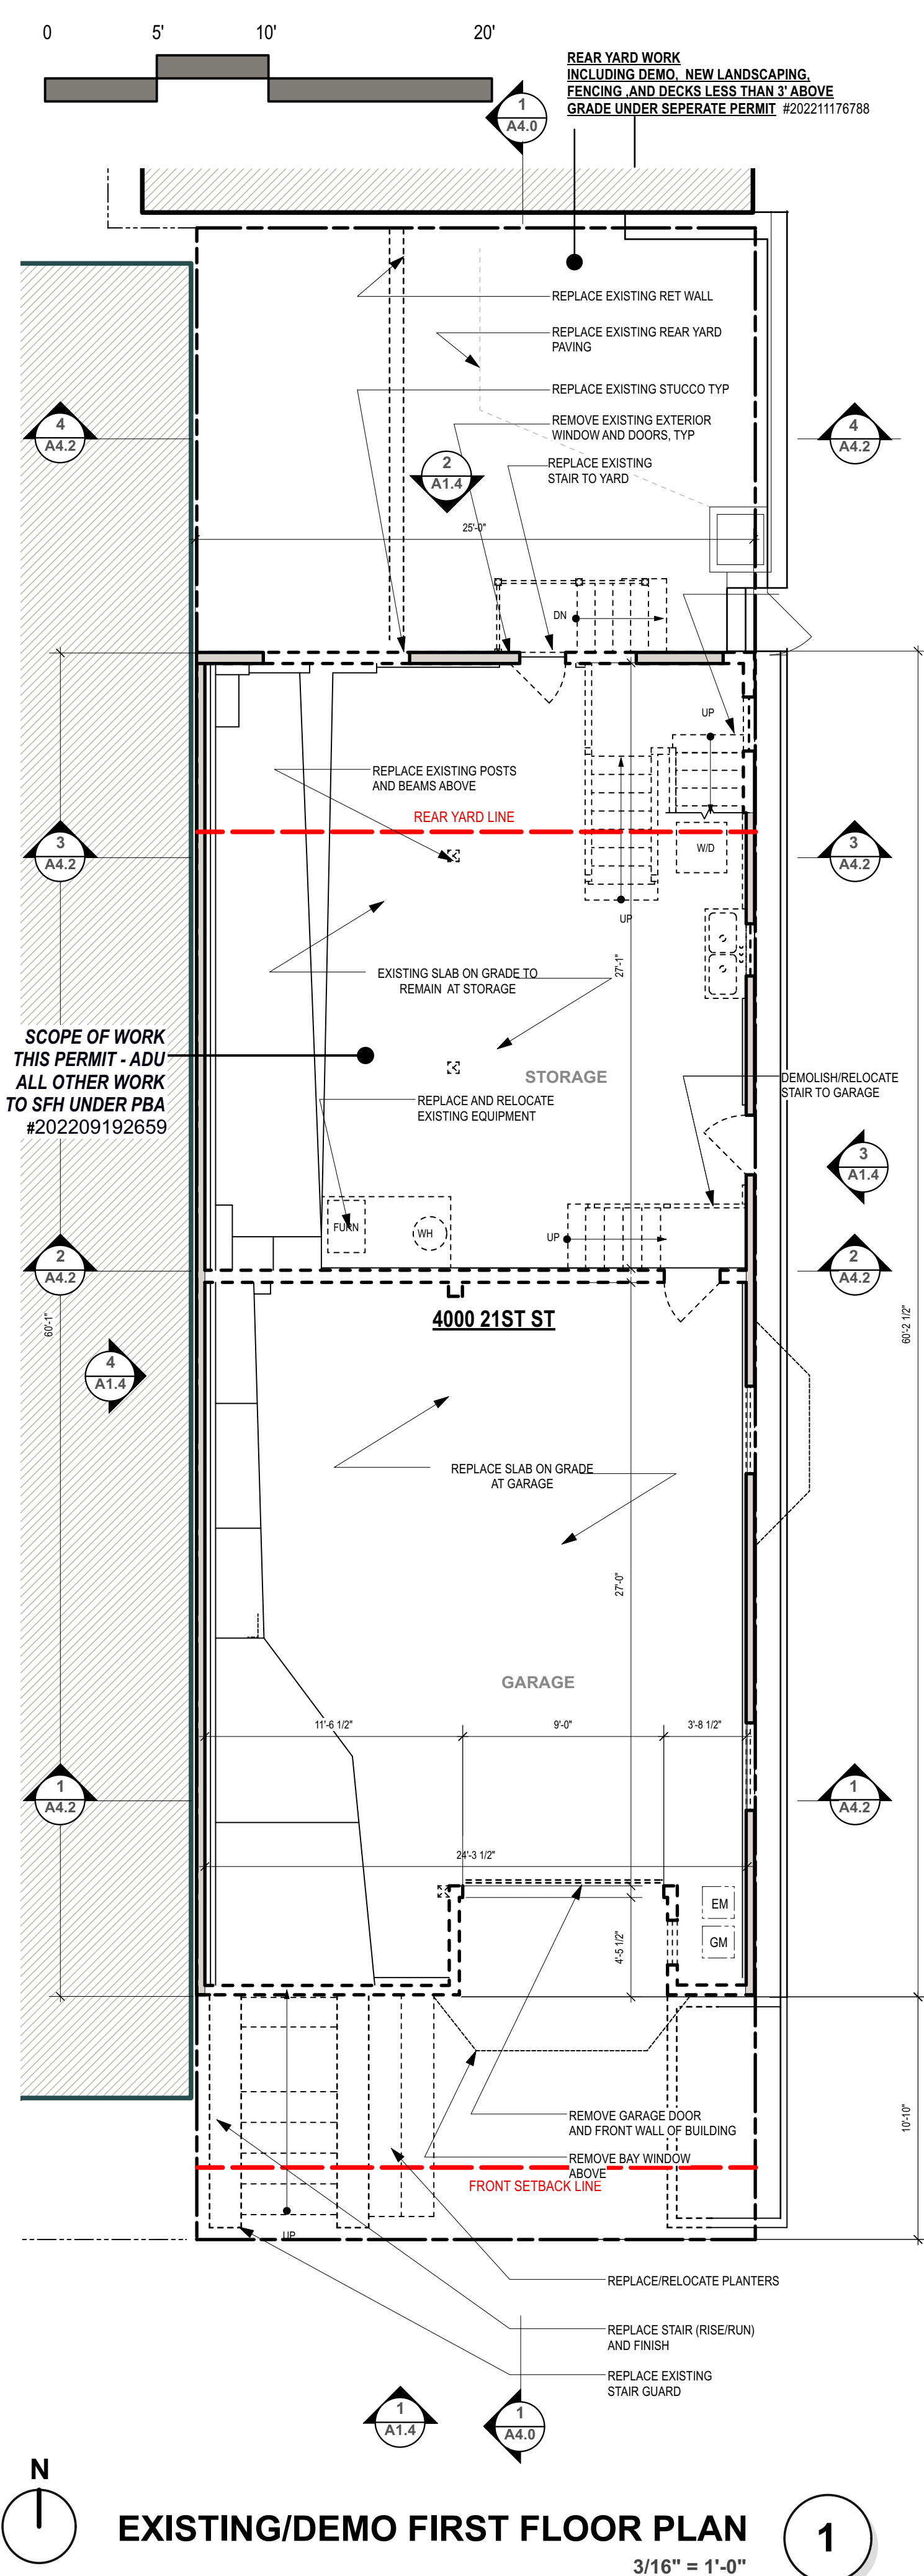 0 5' 10' 20'
REAR YARD WORK
INCLUDING DEMO, NEW LANDSCAPING,
FENCING ,AND DECKS LESS THAN 3' ABOVE
GRADE UNDER SEPERATE PERMIT #202211176788
1
A4.0
REPLACE EXISTING RET WALL
REPLACE EXISTING REAR YARD
PAVING
REPLACE EXISTING STUCCO TYP
REMOVE EXISTING EXTERIOR
WINDOW AND DOORS, TYP
REPLACE EXISTING
STAIR TO YARD
4
A4.2
4
A4.2
2
A1.4
25'-0"
DN
UP
REPLACE EXISTING POSTS
AND BEAMS ABOVE
REAR YARD LINE
W/D
3
A4.2
3
A4.2
UP
27'-1"
EXISTING SLAB ON GRADE TO
REMAIN AT STORAGE
SCOPE OF WORK
THIS PERMIT - ADU
ALL OTHER WORK
TO SFH UNDER PBA
#202209192659
STORAGE
DEMOLISH/RELOCATE
STAIR TO GARAGE
REPLACE AND RELOCATE
EXISTING EQUIPMENT
3
A1.4
FURN
WH
UP
2
A4.2
2
A4.2
4000 21ST ST
60'-1"
60'-2 1/2"
4
A1.4
REPLACE SLAB ON GRADE
AT GARAGE
27'-0"
GARAGE
11'-6 1/2"
9'-0"
3'-8 1/2"
1
A4.2
1
A4.2
24'-3 1/2"
EM
GM
4'-5 1/2"
REMOVE GARAGE DOOR
AND FRONT WALL OF BUILDING
10'-10"
REMOVE BAY WINDOW
ABOVE
FRONT SETBACK LINE
UP
REPLACE/RELOCATE PLANTERS
REPLACE STAIR (RISE/RUN)
AND FINISH
REPLACE EXISTING
STAIR GUARD
1
A1.4
1
A4.0
N
EXISTING/DEMO FIRST FLOOR PLAN
1
3/16" = 1'-0"